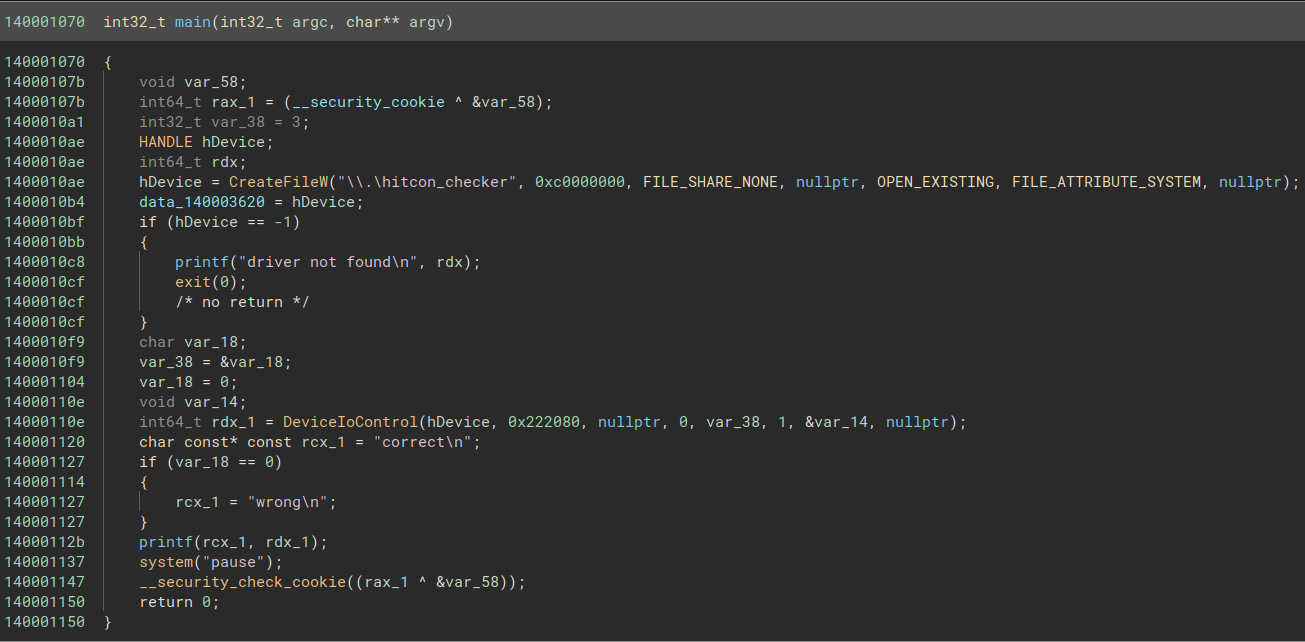 140001070 int32_t main(int32_t argc, char** argv)
140001070 {
14000107b void var_58;
14000107b int64_t rax_1 = (__security_cookie ^ &var_58);
1400010a1 int32_t var_38 = 3;
1400010ae HANDLE hDevice;
1400010ae int64_t rdx;
1400010ae hDevice = CreateFileW("\\.\hitcon_checker", 0xc0000000, FILE_SHARE_NONE, nullptr, OPEN_EXISTING, FILE_ATTRIBUTE_SYSTEM, nullptr);
1400010b4 data_140003620 = hDevice;
1400010bf if (hDevice == -1)
1400010bb {
1400010c8 printf("driver not found\n", rdx);
1400010cf exit(0);
1400010cf /* no return */
1400010cf }
1400010f9 char var_18;
1400010f9 var_38 = &var_18;
140001104 var_18 = 0;
14000110e void var_14;
14000110e int64_t rdx_1 = DeviceIoControl(hDevice, 0x222080, nullptr, 0, var_38, 1, &var_14, nullptr);
140001120 char const* const rcx_1 = "correct\n";
140001127 if (var_18 == 0)
140001114 {
140001127 rcx_1 = "wrong\n";
140001127 }
14000112b printf(rcx_1, rdx_1);
140001137 system("pause");
140001147 __security_check_cookie((rax_1 ^ &var_58));
140001150 return 0;
140001150 }